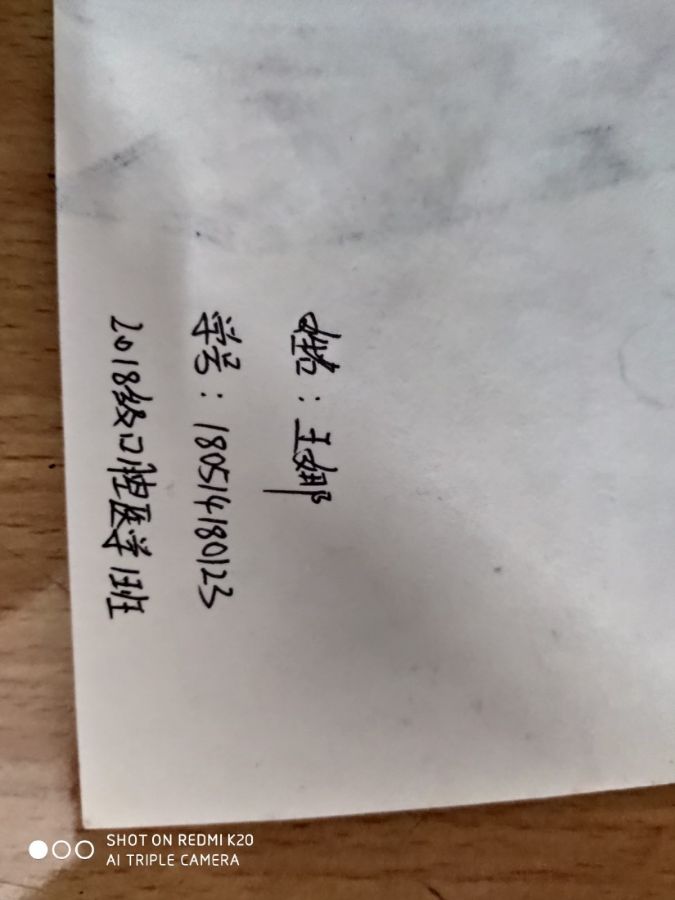 姓名：王娜
学号：180514180123
2018级口腔医学1班
SHOT ON REDMI K20
AI TRIPLE CAMERA